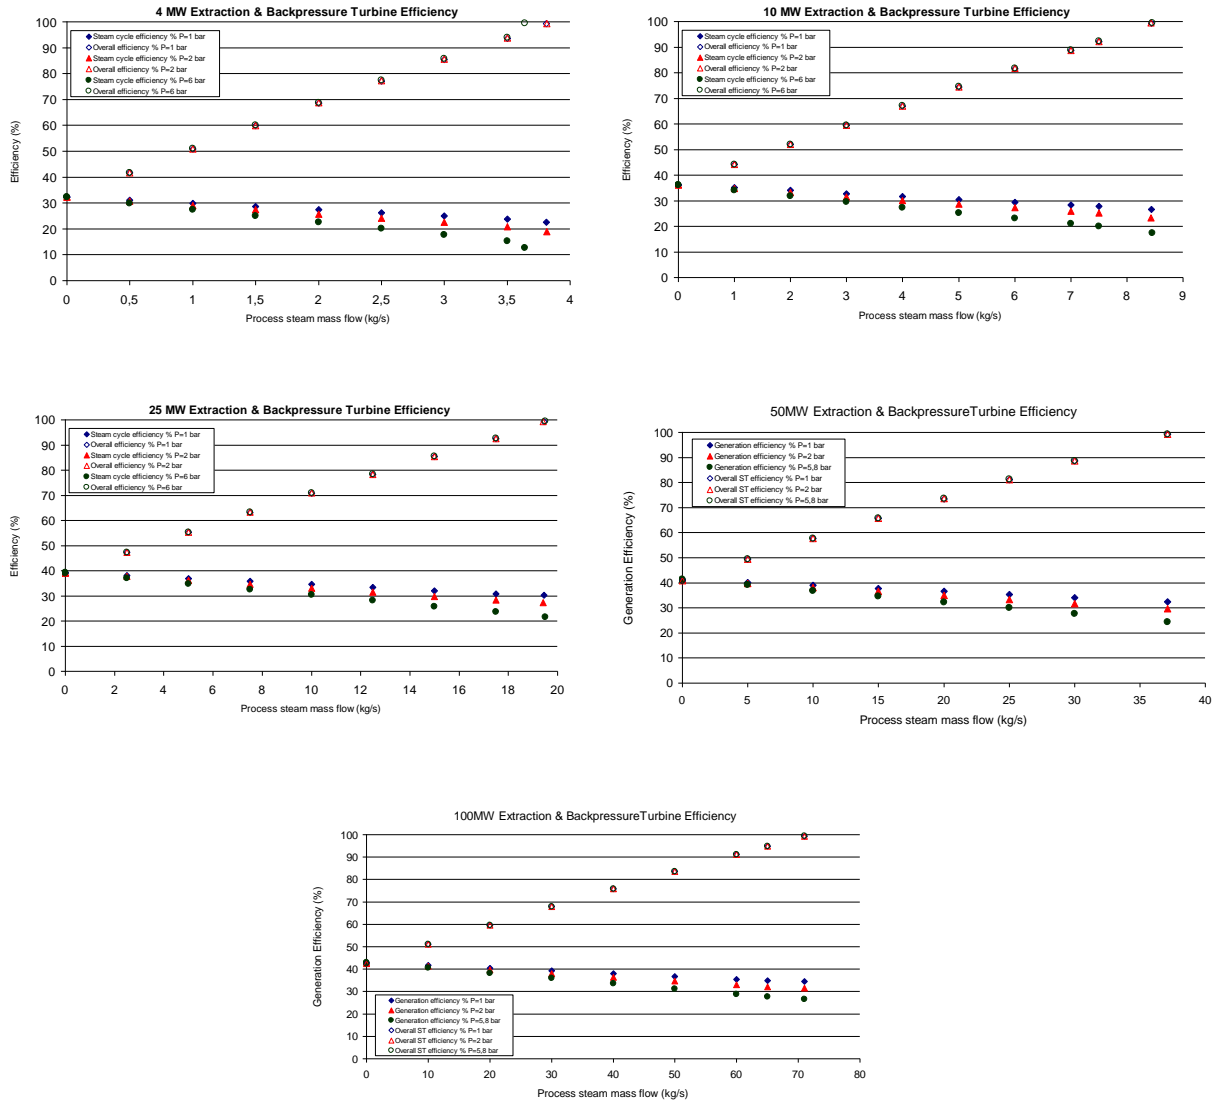 4 MW Extraction & Backpressure Turbine Efficiency
Steam cycle efficiency % P=1 bar
Overall efficiency % P=1 bar
Steam cycle efficiency % P=2 bar
Overall efficiency % P=2 bar
Steam cycle efficiency % P=6 bar
Overall efficiency % P=6 bar
Efficiency (%)
100
90
80
70
60
50
40
30
20
10
0
0 0,5 1 1,5 2 2,5 3 3,5 4
Process steam mass flow (kg/s)
10 MW Extraction & Backpressure Turbine Efficiency
Steam cycle efficiency % P=1 bar
Overall efficiency % P=1 bar
Steam cycle efficiency % P=2 bar
Overall efficiency % P=2 bar
Steam cycle efficiency % P=6 bar
Overall efficiency % P=6 bar
Efficiency (%)
100
90
80
70
60
50
40
30
20
10
0
0 1 2 3 4 5 6 7 8 9
Process steam mass flow (kg/s)
25 MW Extraction & Backpressure Turbine Efficiency
Steam cycle efficiency % P=1 bar
Overall efficiency % P=1 bar
Steam cycle efficiency % P=2 bar
Overall efficiency % P=2 bar
Steam cycle efficiency % P=6 bar
Overall efficiency % P=6 bar
Efficiency (%)
100
90
80
70
60
50
40
30
20
10
0
0 2 4 6 8 10 12 14 16 18 20
Process steam mass flow (kg/s)
50MW Extraction & BackpressureTurbine Efficiency
Generation efficiency % P=1 bar
Generation efficiency % P=2 bar
Generation efficiency % P=5,8 bar
Overall ST efficiency % P=1 bar
Overall ST efficiency % P=2 bar
Overall ST efficiency % P=5,8 bar
Generation Efficiency (%)
100
90
80
70
60
50
40
30
20
10
0
0 5 10 15 20 25 30 35 40
Process steam mass flow (kg/s)
100MW Extraction & BackpressureTurbine Efficiency
Generation Efficiency (%)
100
90
80
70
60
50
40
30
20
10
0
Generation efficiency % P=1 bar
Generation efficiency % P=2 bar
Generation efficiency % P=5,8 bar
Overall ST efficiency % P=1 bar
Overall ST efficiency % P=2 bar
Overall ST efficiency % P=5,8 bar
0 10 20 30 40 50 60 70 80
Process steam mass flow (kg/s)